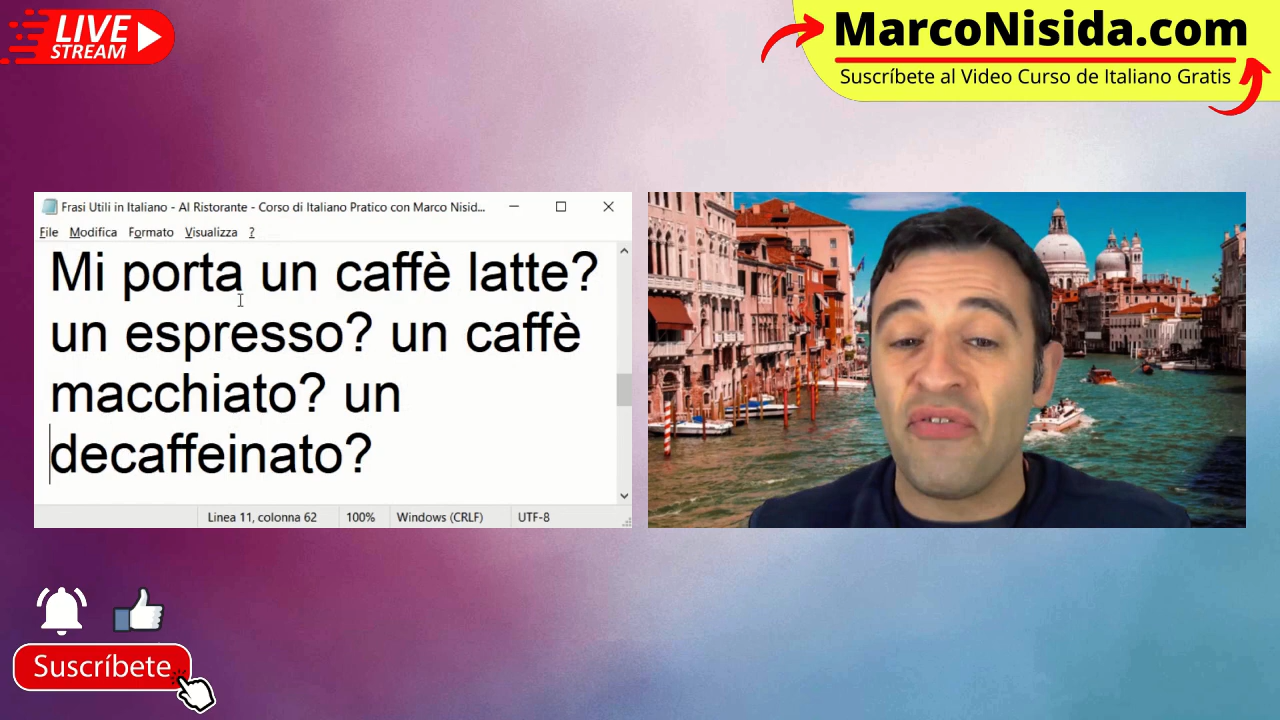 LIVE
STREAM
MarcoNisida.com
Suscríbete al Video Curso de Italiano Gratis
Frasi Utili in Italiano - Al Ristorante - Corso di Italiano Pratico con Marco Nisid...
File Modifica Formato Visualizza ?
Mi porta un caffè latte?
un espresso? un caffè
macchiato? un
decaffeinato?
Linea 11, colonna 62 100% Windows (CRLF) UTF-8
Suscríbete